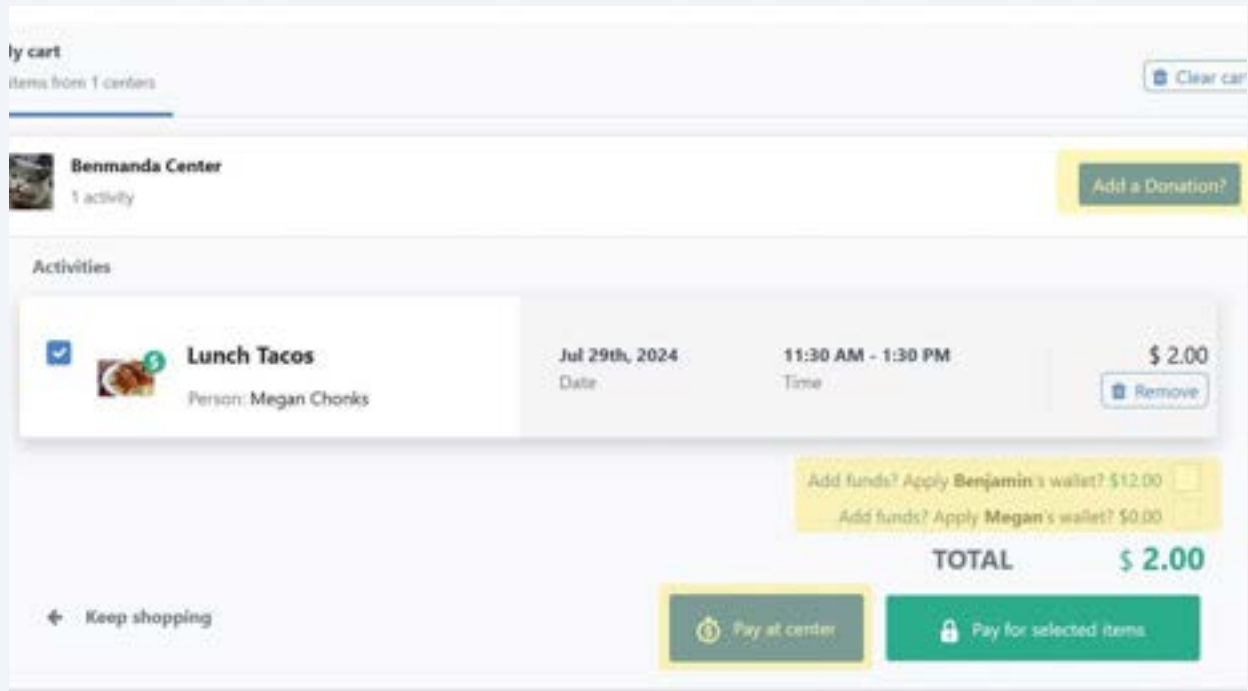 ly cart
items from 1 centers
Clear car
Benmanda Center
1 activity
Add a Donation?
Activities
Lunch Tacos
Person: Megan Chonks
Jul 29th, 2024
Date
11:30 AM - 1:30 PM
Time
$ 2.00
Remove
Add funds? Apply Benjamin's wallet? $12.00
Add funds? Apply Megan's wallet? $0.00
TOTAL $ 2.00
Keep shopping
Pay at center
Pay for selected items